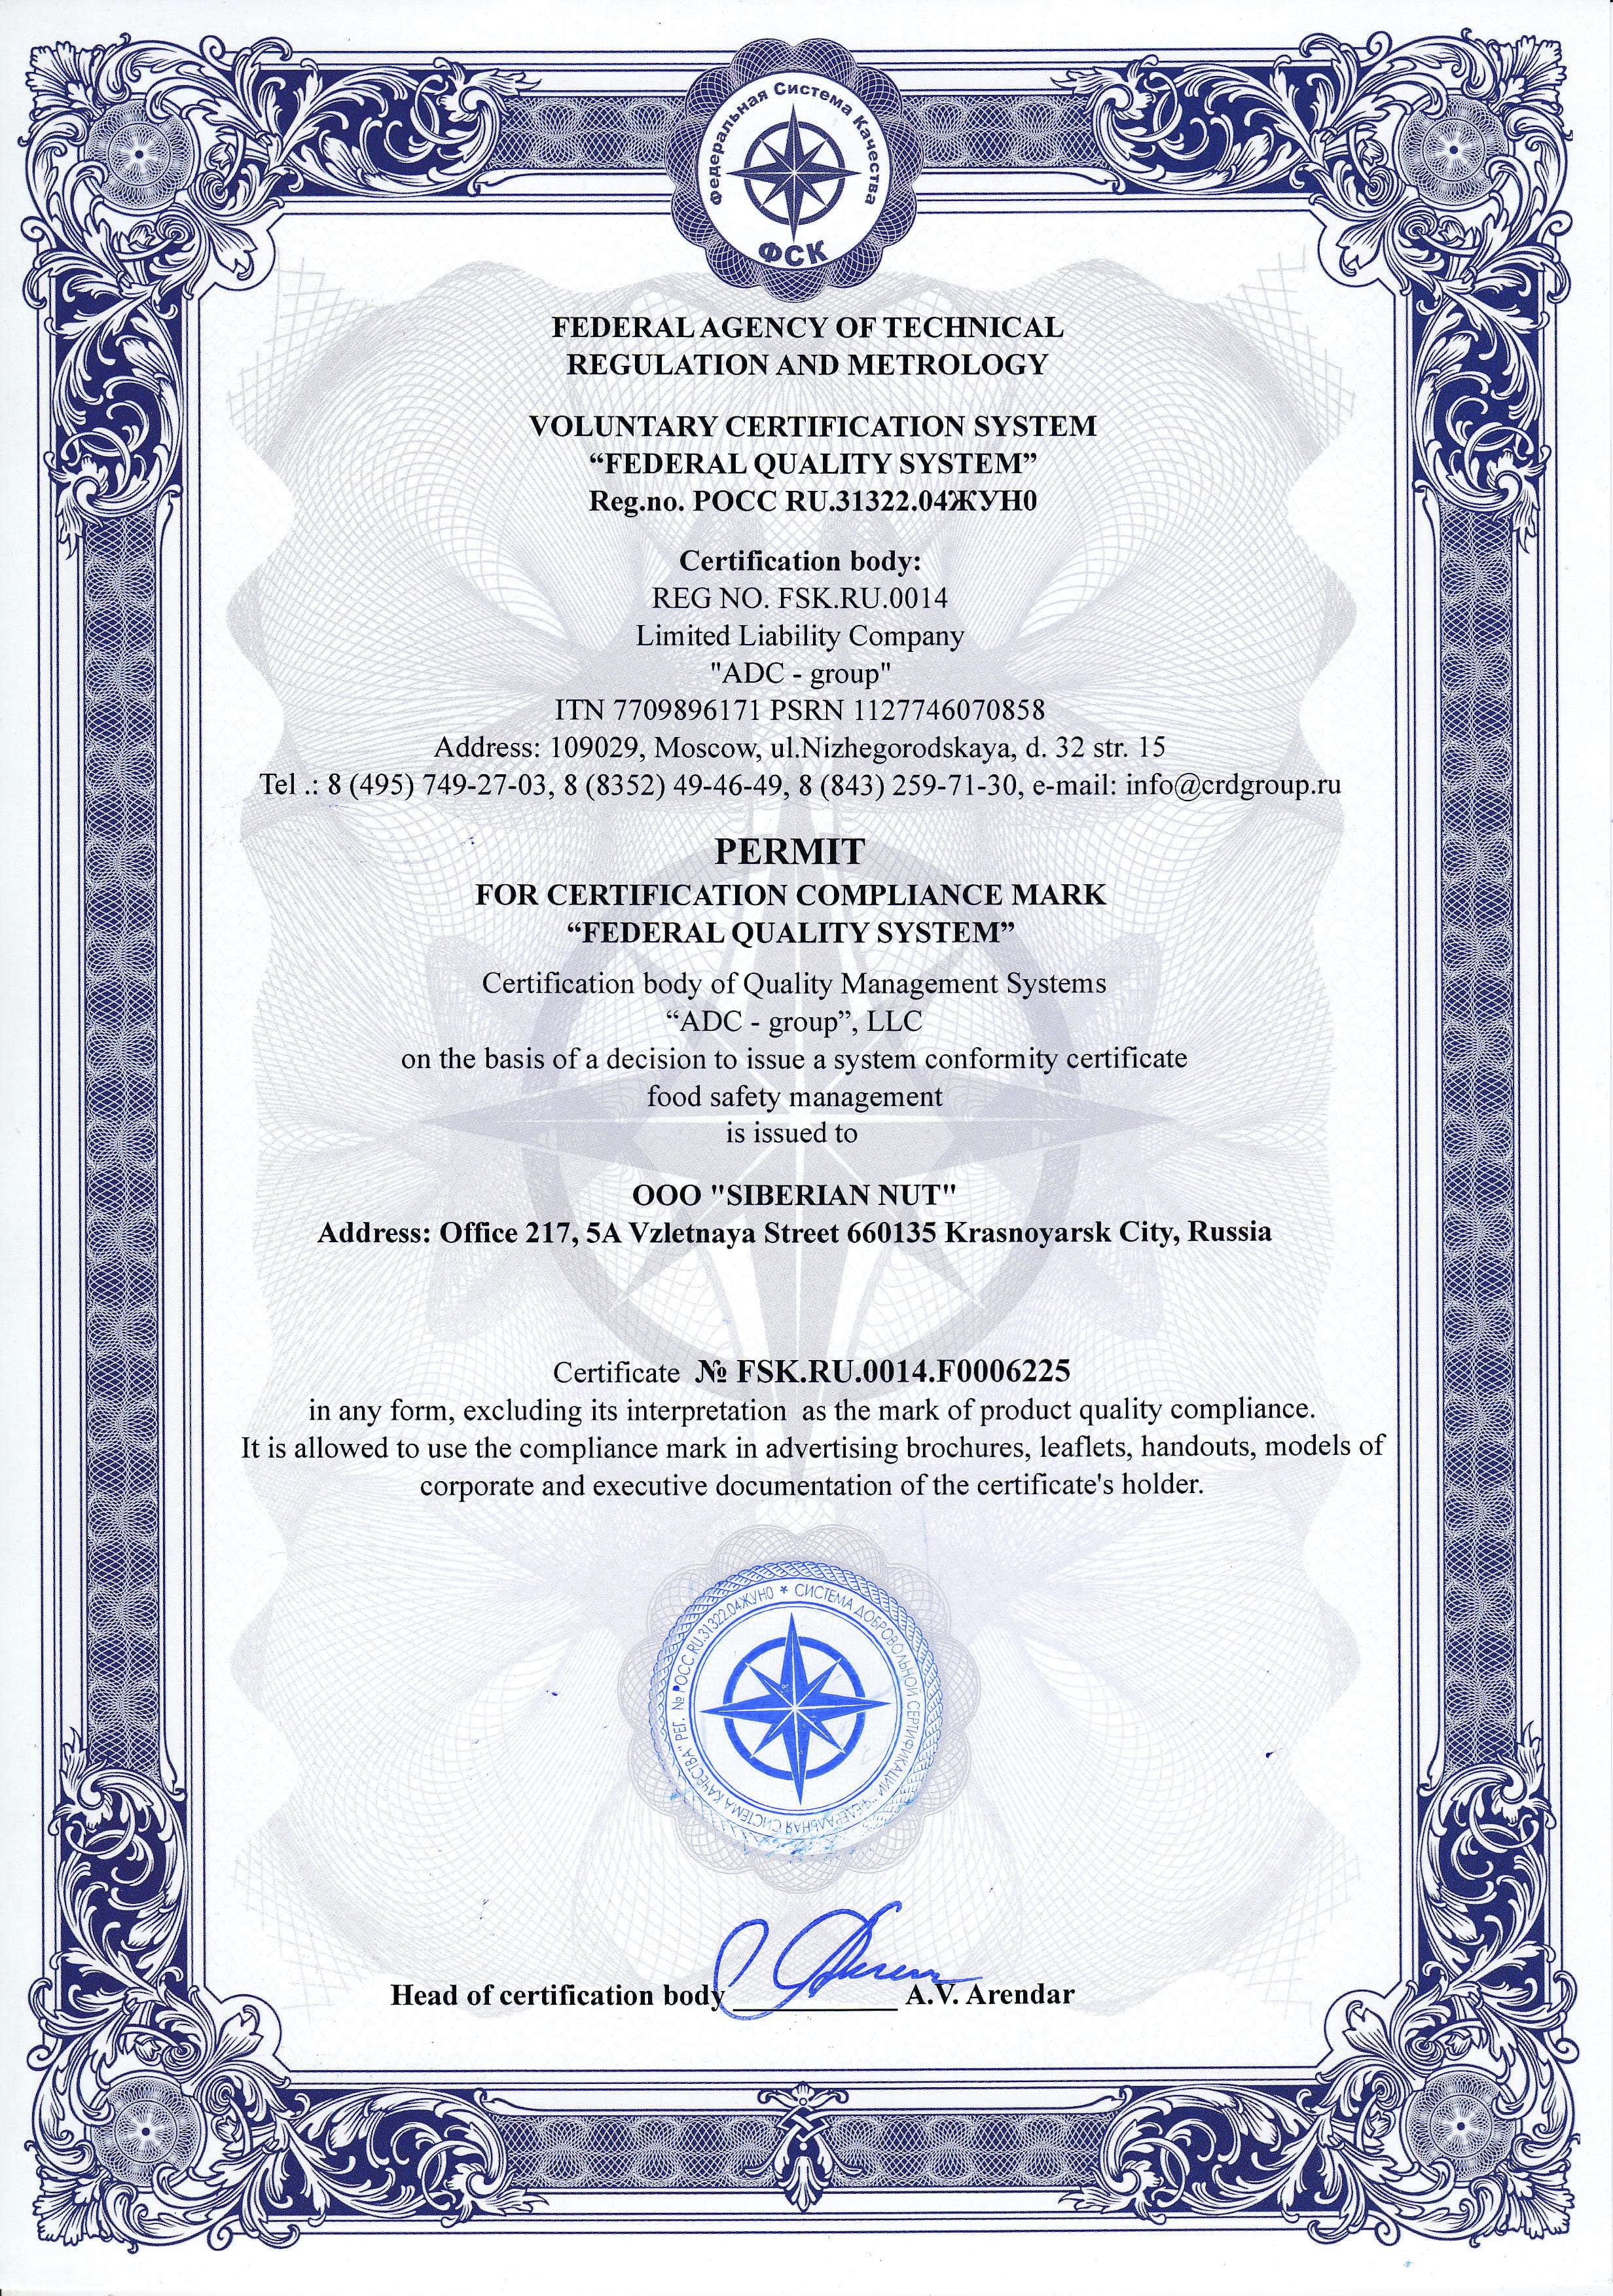 Федеральная Система Качества
ФСК
FEDERAL AGENCY OF TECHNICAL
REGULATION AND METROLOGY
VOLUNTARY CERTIFICATION SYSTEM
“FEDERAL QUALITY SYSTEM”
Reg.no. РОСС RU.31322.04ЖУН0
Certification body:
REG NO. FSK.RU.0014
Limited Liability Company
"ADC - group"
ITN 7709896171 PSRN 1127746070858
Address: 109029, Moscow, ul.Nizhegorodskaya, d. 32 str. 15
Tel .: 8 (495) 749-27-03, 8 (8352) 49-46-49, 8 (843) 259-71-30, e-mail: info@crdgroup.ru
PERMIT
FOR CERTIFICATION COMPLIANCE MARK
“FEDERAL QUALITY SYSTEM”
Certification body of Quality Management Systems
“ADC - group”, LLC
on the basis of a decision to issue a system conformity certificate
food safety management
is issued to
OOO "SIBERIAN NUT"
Address: Office 217, 5A Vzletnaya Street 660135 Krasnoyarsk City, Russia
Certificate № FSK.RU.0014.F0006225
in any form, excluding its interpretation as the mark of product quality compliance.
It is allowed to use the compliance mark in advertising brochures, leaflets, handouts, models of
corporate and executive documentation of the certificate's holder.
* СИСТЕМА ДОБРОВОЛЬНОЙ СЕРТИФИКАЦИИ "ФЕДЕРАЛЬНАЯ СИСТЕМА КАЧЕСТВА" РЕГ. № РОСС RU.31322.04ЖУН0
Head of certification body __________ A.V. Arendar